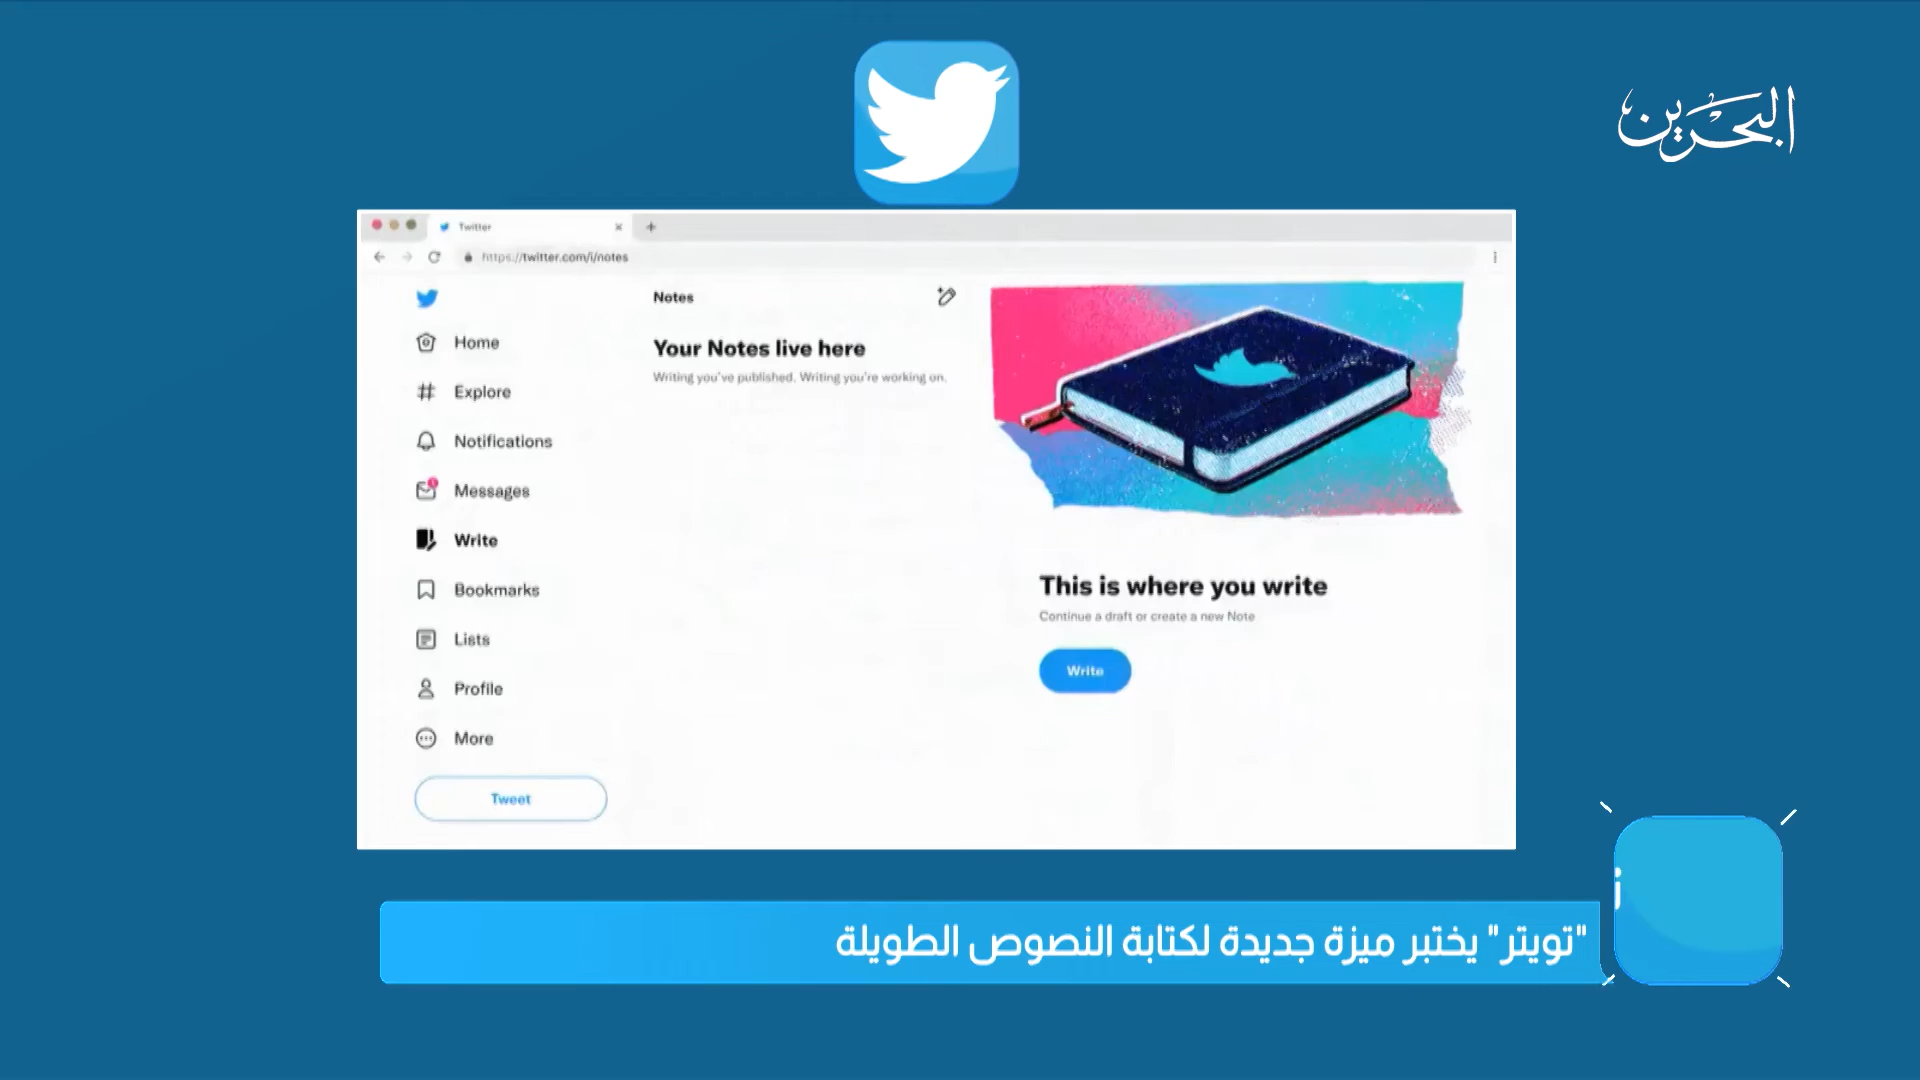 البحرين
Twitter
https://twitter.com/i/notes
Home
Explore
Notifications
Messages
Write
Bookmarks
Lists
Profile
More
Tweet
Notes
Your Notes live here
Writing you've published. Writing you're working on.
This is where you write
Continue a draft or create a new Note
Write
"تويتر" يختبر ميزة جديدة لكتابة النصوص الطويلة